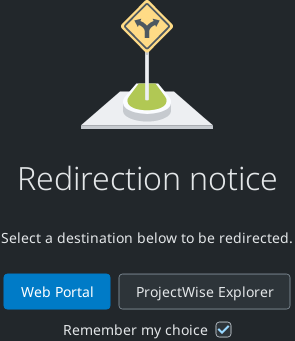 Redirection notice
Select a destination below to be redirected.
Web Portal
ProjectWise Explorer
Remember my choice